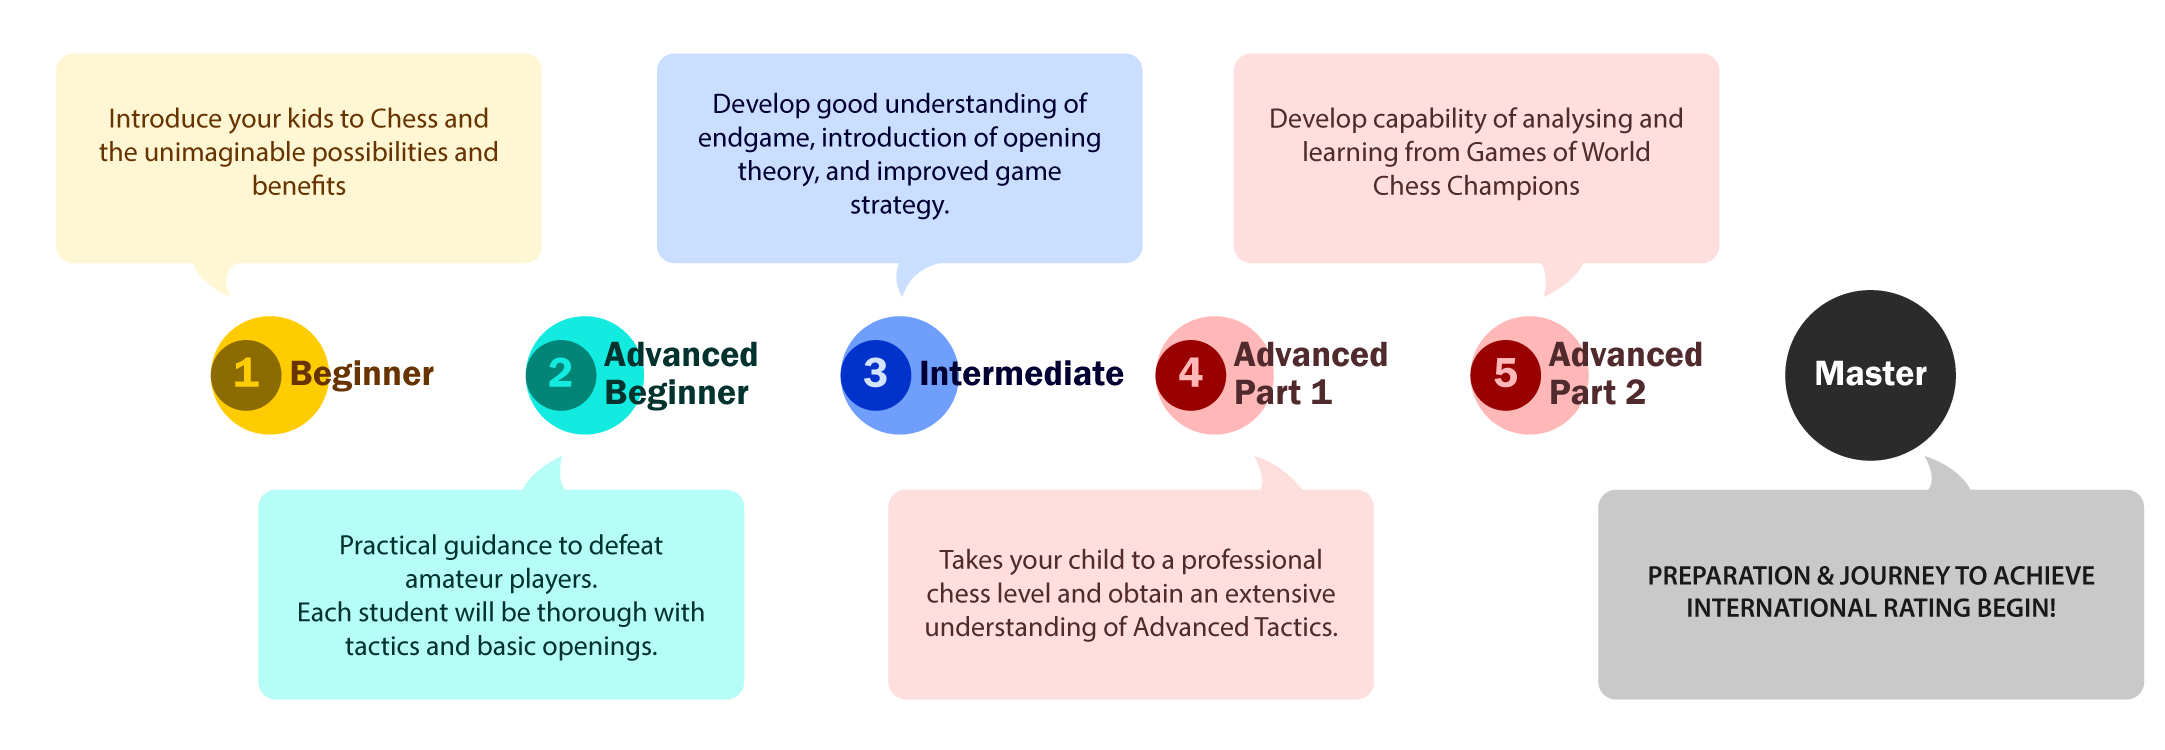 Introduce your kids to Chess and
the unimaginable possibilities and
benefits
Develop good understanding of
endgame, introduction of opening
theory, and improved game
strategy.
Develop capability of analysing and
learning from Games of World
Chess Champions
1 Beginner
2 Advanced
Beginner
3 Intermediate
4 Advanced
Part 1
5 Advanced
Part 2
Master
Practical guidance to defeat
amateur players.
Each student will be thorough with
tactics and basic openings.
Takes your child to a professional
chess level and obtain an extensive
understanding of Advanced Tactics.
PREPARATION & JOURNEY TO ACHIEVE
INTERNATIONAL RATING BEGIN!